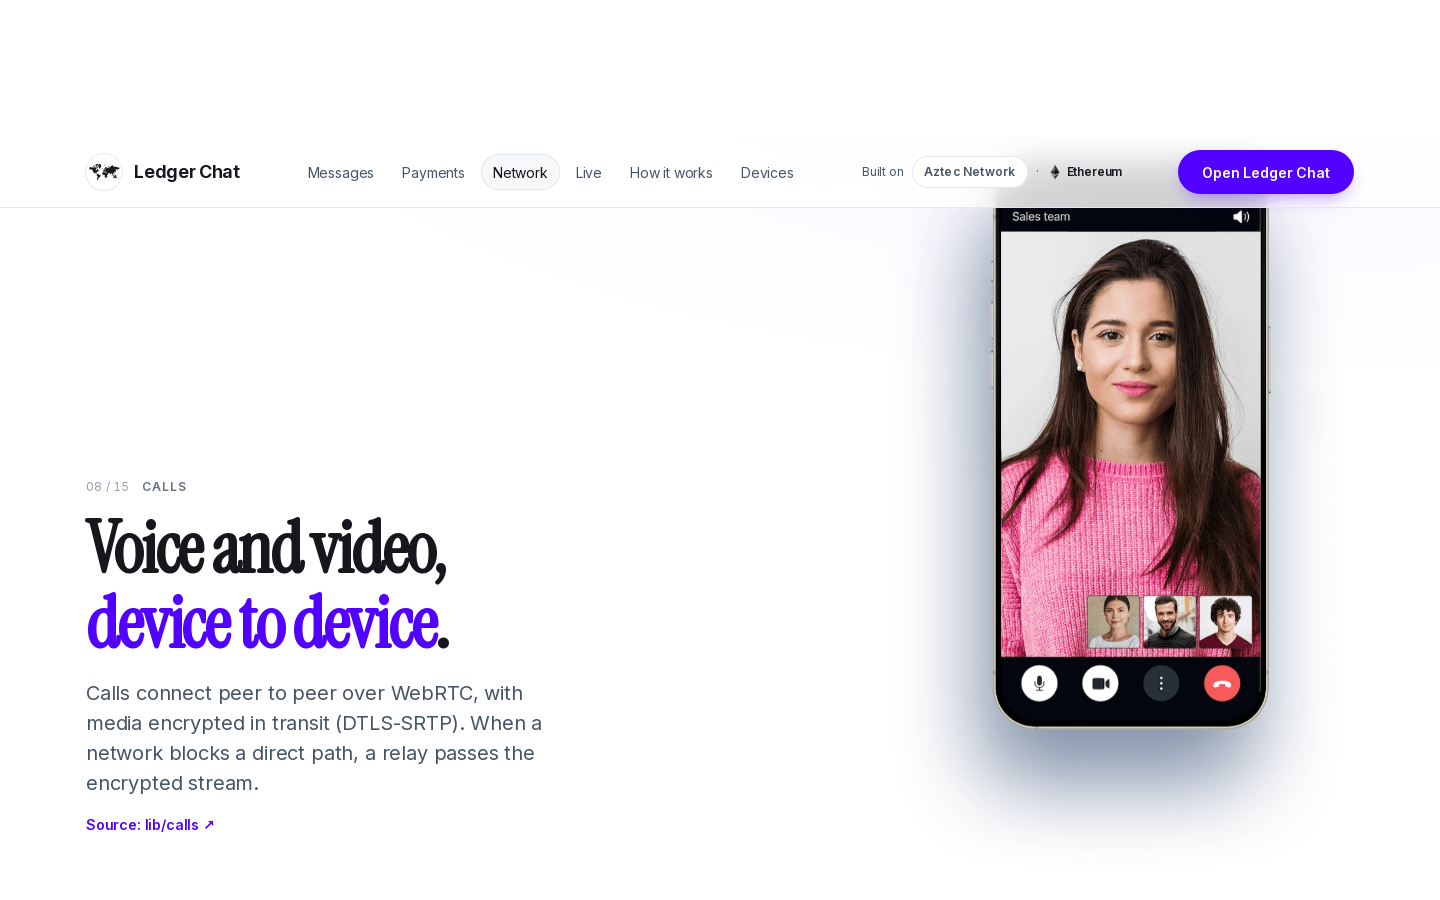 Ledger Chat
Messages
Payments
Network
Live
How it works
Devices
Built on
Aztec Network
·
Ethereum
Open Ledger Chat
Sales team
08 / 15 CALLS
Voice and video,
device to device.
Calls connect peer to peer over WebRTC, with
media encrypted in transit (DTLS-SRTP). When a
network blocks a direct path, a relay passes the
encrypted stream.
Source: lib/calls ↗